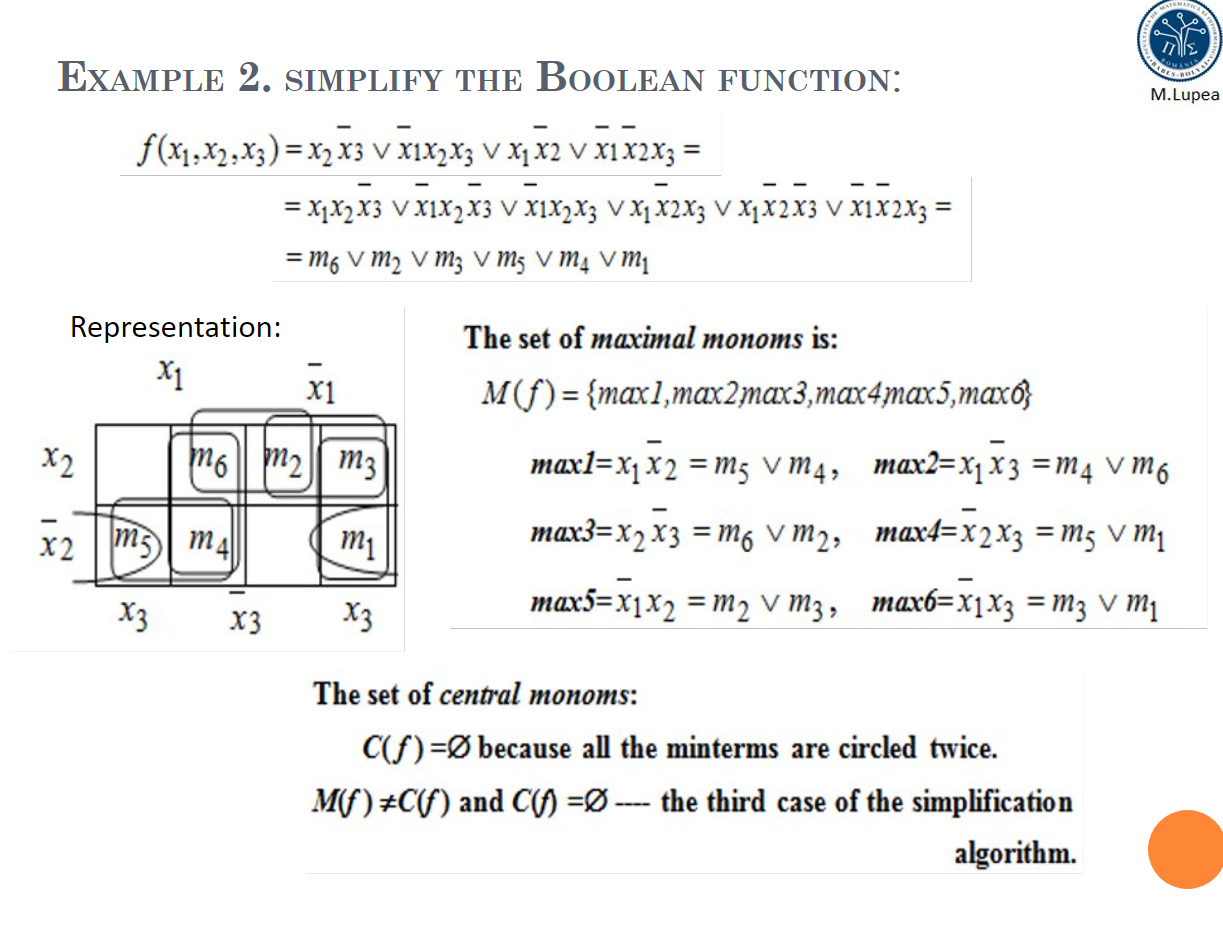 EXAMPLE 2. SIMPLIFY THE BOOLEAN FUNCTION:
M.Lupea
f(x₁,x₂,x₃) = x₂x̄₃ ∨ x̄₁x₂x₃ ∨ x₁x̄₂ ∨ x̄₁x̄₂x₃ =
= x₁x₂x̄₃ ∨ x̄₁x₂x̄₃ ∨ x̄₁x₂x₃ ∨ x₁x̄₂x₃ ∨ x₁x̄₂x̄₃ ∨ x̄₁x̄₂x₃ =
= m₆ ∨ m₂ ∨ m₃ ∨ m₅ ∨ m₄ ∨ m₁
Representation:
x₁ x̄₁
x₂ m₆ m₂ m₃
x̄₂ m₅ m₄ m₁
x₃ x̄₃ x₃
The set of maximal monoms is:
M(f) = {max1,max2max3,max4max5,max6}
max1=x₁x̄₂ = m₅ ∨ m₄, max2=x₁x̄₃ = m₄ ∨ m₆
max3=x₂x̄₃ = m₆ ∨ m₂, max4=x̄₂x₃ = m₅ ∨ m₁
max5=x̄₁x₂ = m₂ ∨ m₃, max6=x̄₁x₃ = m₃ ∨ m₁
The set of central monoms:
C(f)=Ø because all the minterms are circled twice.
M(f)≠C(f) and C(f) =Ø ---- the third case of the simplification
algorithm.